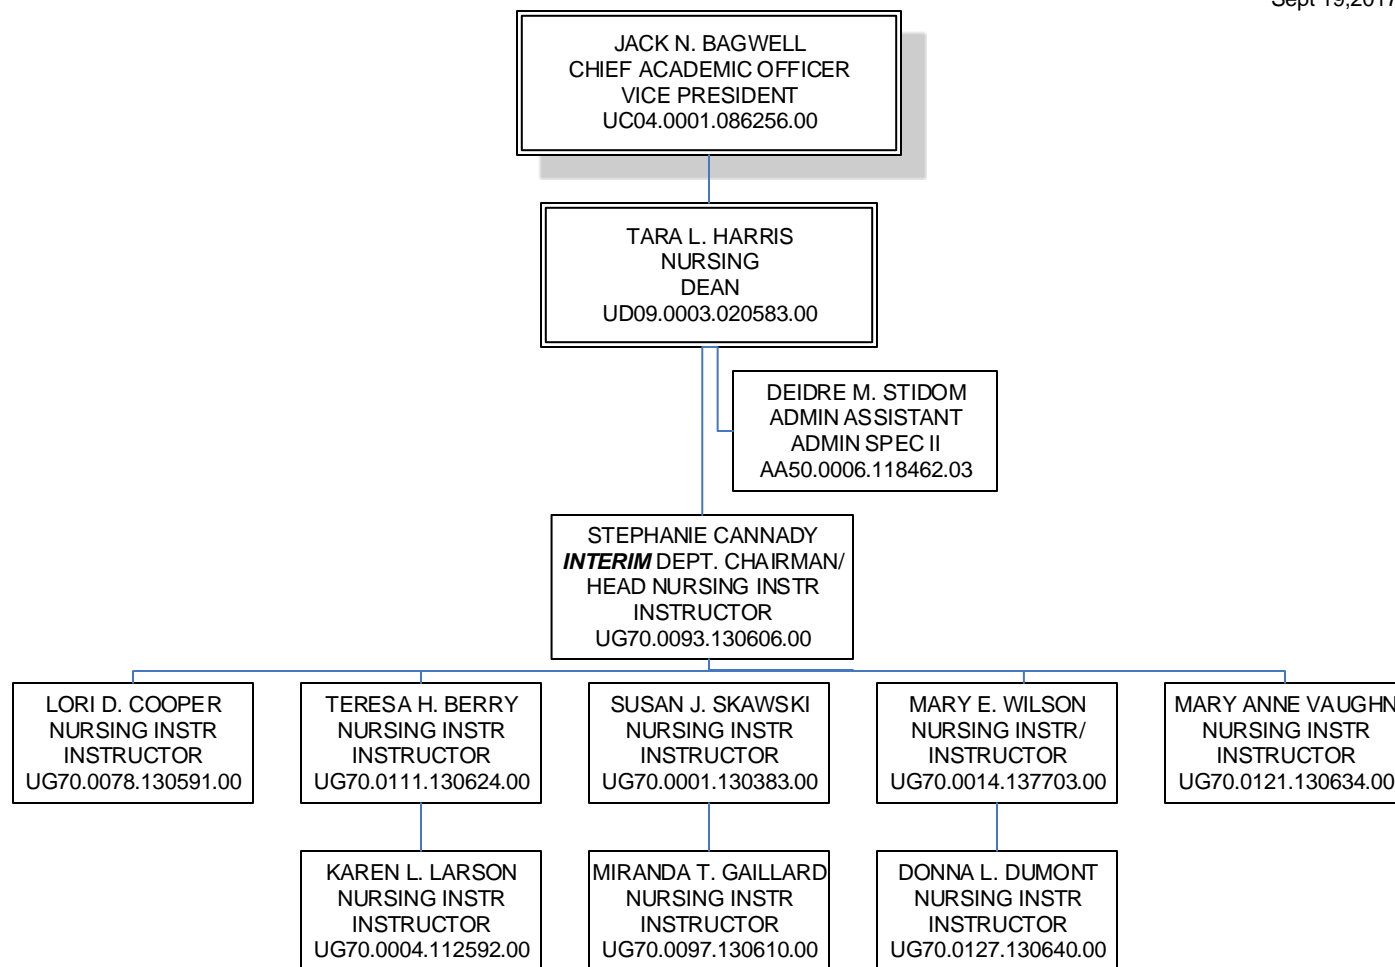 Sept 19,2017
JACK N. BAGWELL
CHIEF ACADEMIC OFFICER
VICE PRESIDENT
UC04.0001.086256.00
TARA L. HARRIS
NURSING
DEAN
UD09.0003.020583.00
DEIDRE M. STIDOM
ADMIN ASSISTANT
ADMIN SPEC II
AA50.0006.118462.03
STEPHANIE CANNADY
INTERIM DEPT. CHAIRMAN/
HEAD NURSING INSTR
INSTRUCTOR
UG70.0093.130606.00
LORI D. COOPER
NURSING INSTR
INSTRUCTOR
UG70.0078.130591.00
TERESA H. BERRY
NURSING INSTR
INSTRUCTOR
UG70.0111.130624.00
SUSAN J. SKAWSKI
NURSING INSTR
INSTRUCTOR
UG70.0001.130383.00
MARY E. WILSON
NURSING INSTR/
INSTRUCTOR
UG70.0014.137703.00
MARY ANNE VAUGHN
NURSING INSTR
INSTRUCTOR
UG70.0121.130634.00
KAREN L. LARSON
NURSING INSTR
INSTRUCTOR
UG70.0004.112592.00
MIRANDA T. GAILLARD
NURSING INSTR
INSTRUCTOR
UG70.0097.130610.00
DONNA L. DUMONT
NURSING INSTR
INSTRUCTOR
UG70.0127.130640.00